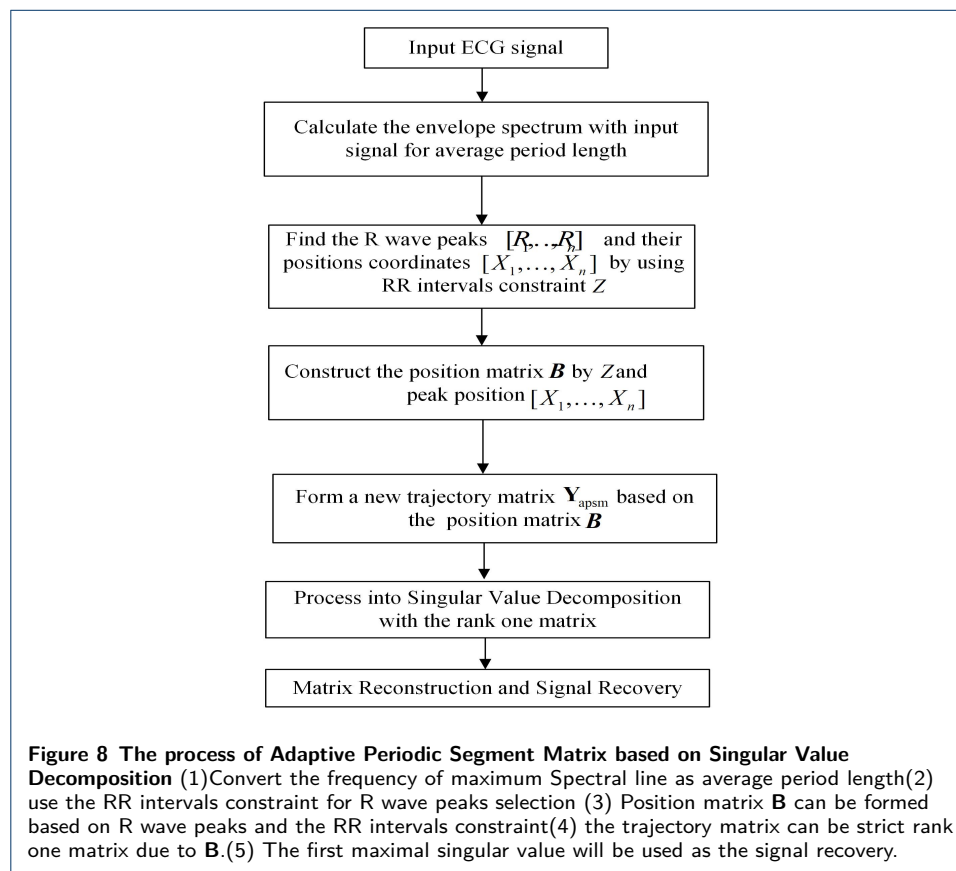 Input ECG signal
Calculate the envelope spectrum with input
signal for average period length
Find the R wave peaks [R₁,..,Rₙ] and their
positions coordinates [X₁,…,Xₙ] by using
RR intervals constraint Z
Construct the position matrix B by Z and
peak position [X₁,…,Xₙ]
Form a new trajectory matrix Y_apsm based on
the position matrix B
Process into Singular Value Decomposition
with the rank one matrix
Matrix Reconstruction and Signal Recovery
Figure 8 The process of Adaptive Periodic Segment Matrix based on Singular Value
Decomposition (1)Convert the frequency of maximum Spectral line as average period length(2)
use the RR intervals constraint for R wave peaks selection (3) Position matrix B can be formed
based on R wave peaks and the RR intervals constraint(4) the trajectory matrix can be strict rank
one matrix due to B.(5) The first maximal singular value will be used as the signal recovery.